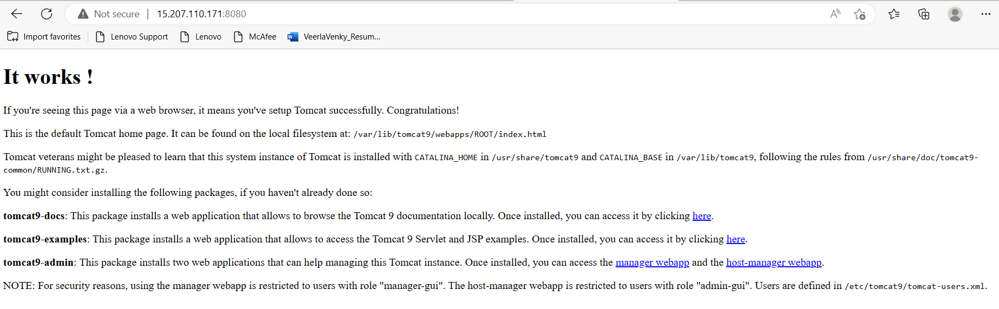 Not secure | 15.207.110.171:8080
Import favorites Lenovo Support Lenovo McAfee VeerlaVenky_Resum...
It works !
If you're seeing this page via a web browser, it means you've setup Tomcat successfully. Congratulations!
This is the default Tomcat home page. It can be found on the local filesystem at: /var/lib/tomcat9/webapps/ROOT/index.html
Tomcat veterans might be pleased to learn that this system instance of Tomcat is installed with CATALINA_HOME in /usr/share/tomcat9 and CATALINA_BASE in /var/lib/tomcat9, following the rules from /usr/share/doc/tomcat9-
common/RUNNING.txt.gz.
You might consider installing the following packages, if you haven't already done so:
tomcat9-docs: This package installs a web application that allows to browse the Tomcat 9 documentation locally. Once installed, you can access it by clicking here.
tomcat9-examples: This package installs a web application that allows to access the Tomcat 9 Servlet and JSP examples. Once installed, you can access it by clicking here.
tomcat9-admin: This package installs two web applications that can help managing this Tomcat instance. Once installed, you can access the manager webapp and the host-manager webapp.
NOTE: For security reasons, using the manager webapp is restricted to users with role "manager-gui". The host-manager webapp is restricted to users with role "admin-gui". Users are defined in /etc/tomcat9/tomcat-users.xml.